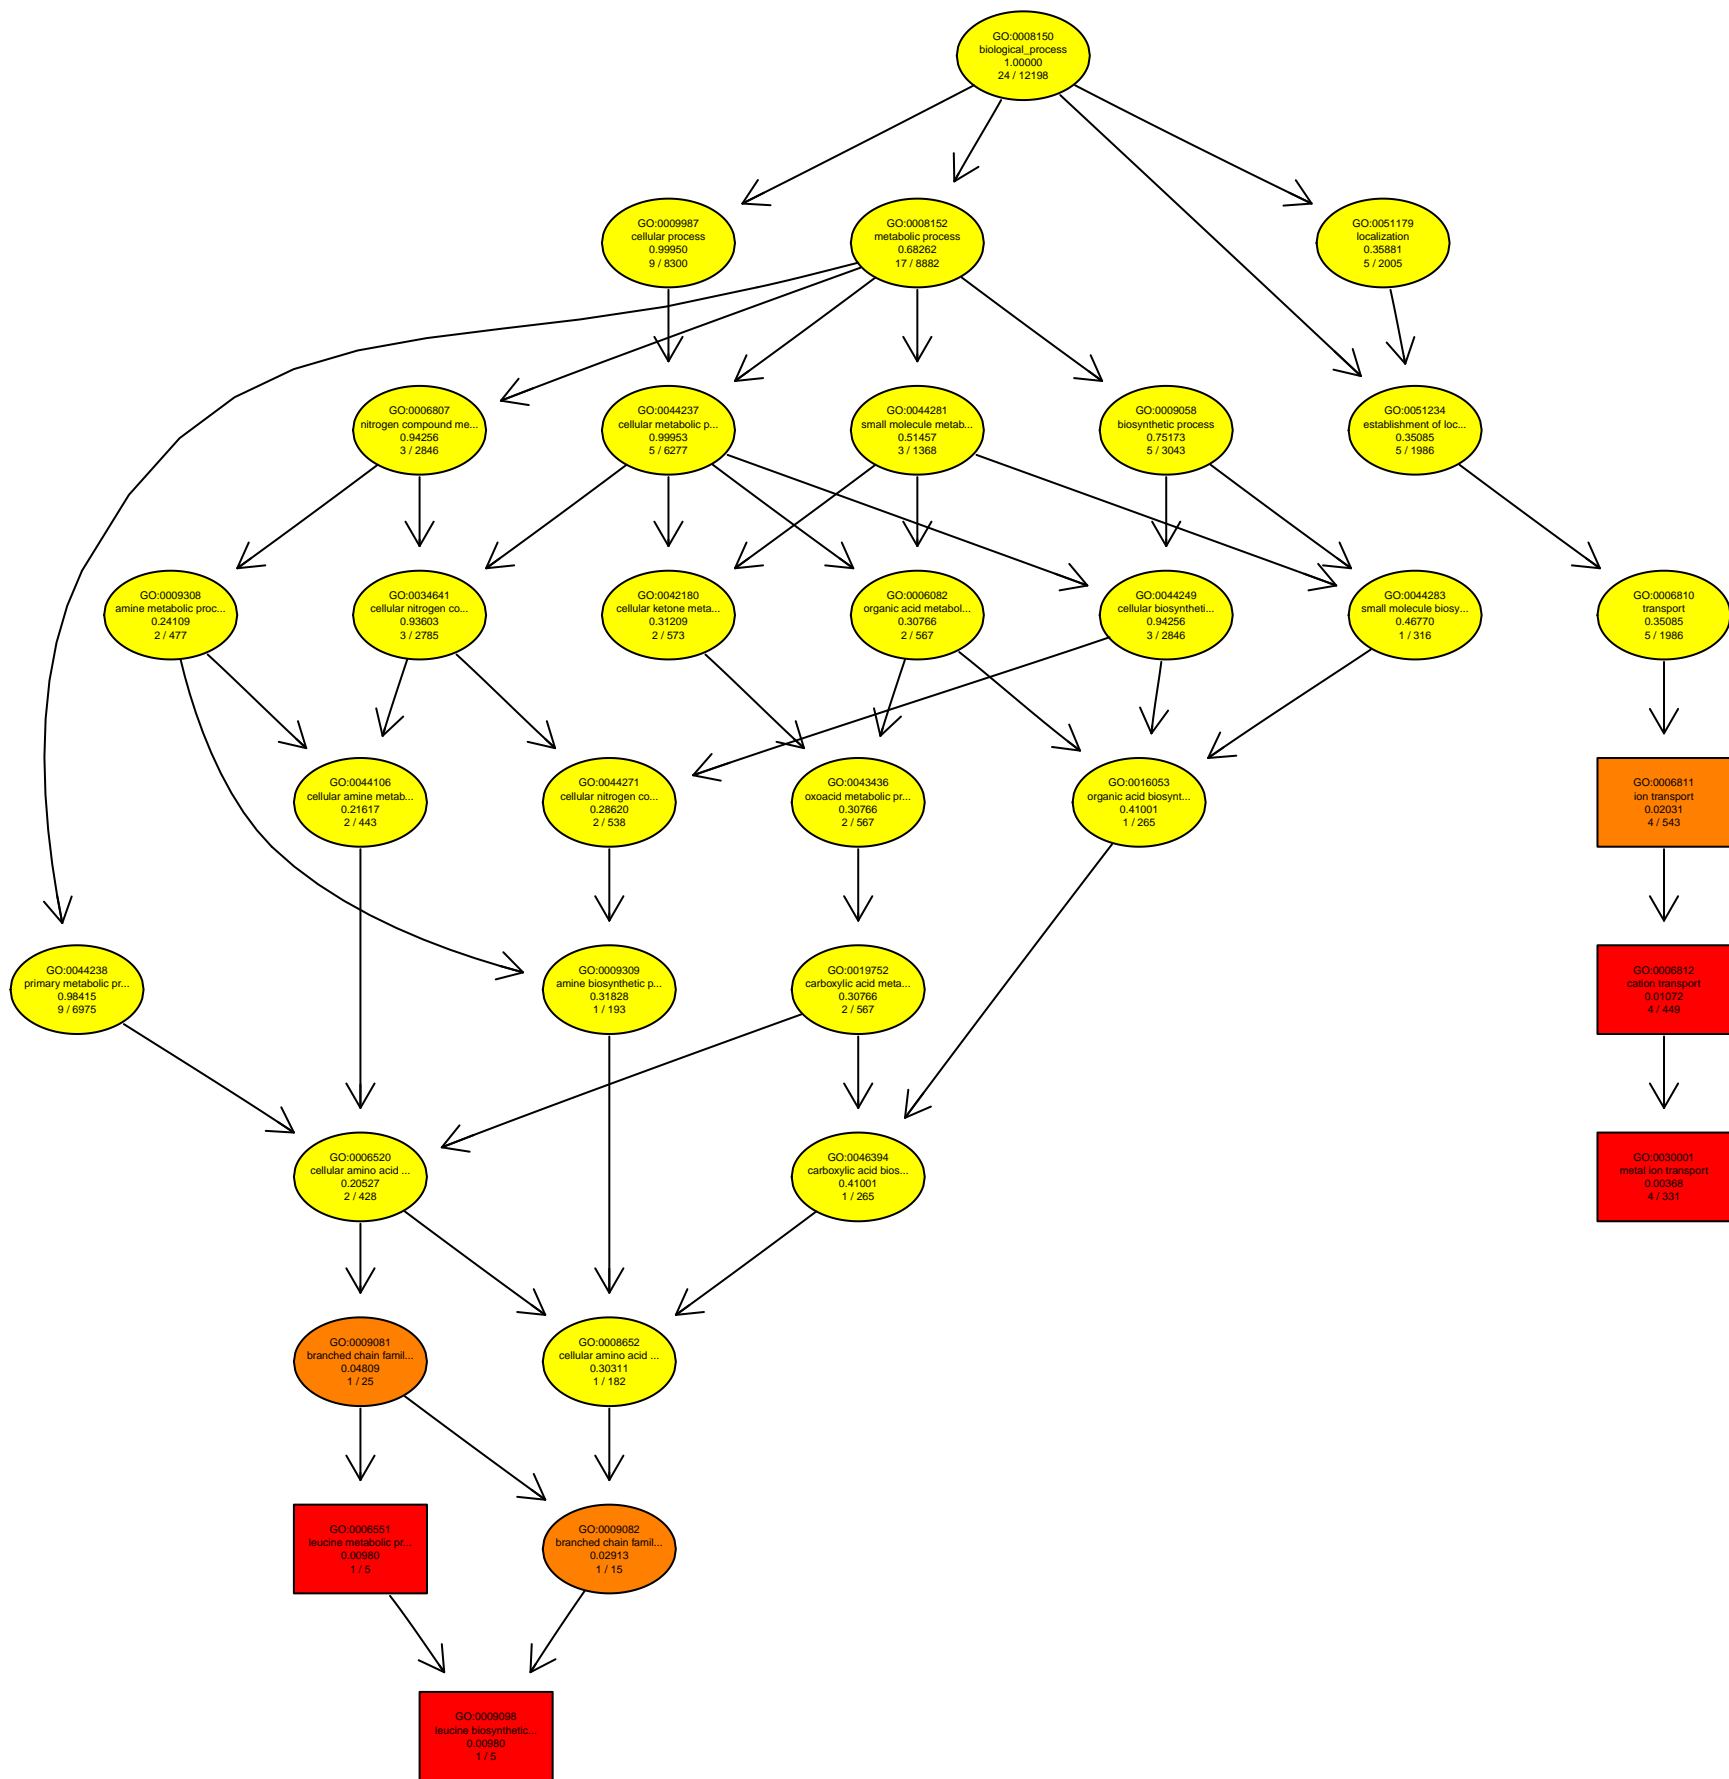 GO:0008150
biological_process
1.00000
24 / 12198
GO:0009987
cellular process
0.99950
9 / 8300
GO:0008152
metabolic process
0.68262
17 / 8882
GO:0051179
localization
0.35881
5 / 2005
GO:0006807
nitrogen compound me...
0.94256
3 / 2846
GO:0044237
cellular metabolic p...
0.99953
5 / 6277
GO:0044281
small molecule metab...
0.51457
3 / 1368
GO:0009058
biosynthetic process
0.75173
5 / 3043
GO:0051234
establishment of loc...
0.35085
5 / 1986
GO:0009308
amine metabolic proc...
0.24109
2 / 477
GO:0034641
cellular nitrogen co...
0.93603
3 / 2785
GO:0042180
cellular ketone meta...
0.31209
2 / 573
GO:0006082
organic acid metabol...
0.30766
2 / 567
GO:0044249
cellular biosyntheti...
0.94256
3 / 2846
GO:0044283
small molecule biosy...
0.46770
1 / 316
GO:0006810
transport
0.35085
5 / 1986
GO:0044106
cellular amine metab...
0.21617
2 / 443
GO:0044271
cellular nitrogen co...
0.28620
2 / 538
GO:0043436
oxoacid metabolic pr...
0.30766
2 / 567
GO:0016053
organic acid biosynt...
0.41001
1 / 265
GO:0006811
ion transport
0.02031
4 / 543
GO:0044238
primary metabolic pr...
0.98415
9 / 6975
GO:0009309
amine biosynthetic p...
0.31828
1 / 193
GO:0019752
carboxylic acid meta...
0.30766
2 / 567
GO:0006812
cation transport
0.01072
4 / 449
GO:0006520
cellular amino acid ...
0.20527
2 / 428
GO:0046394
carboxylic acid bios...
0.41001
1 / 265
GO:0030001
metal ion transport
0.00368
4 / 331
GO:0009081
branched chain famil...
0.04809
1 / 25
GO:0008652
cellular amino acid ...
0.30311
1 / 182
GO:0006551
leucine metabolic pr...
0.00980
1 / 5
GO:0009082
branched chain famil...
0.02913
1 / 15
GO:0009098
leucine biosynthetic...
0.00980
1 / 5